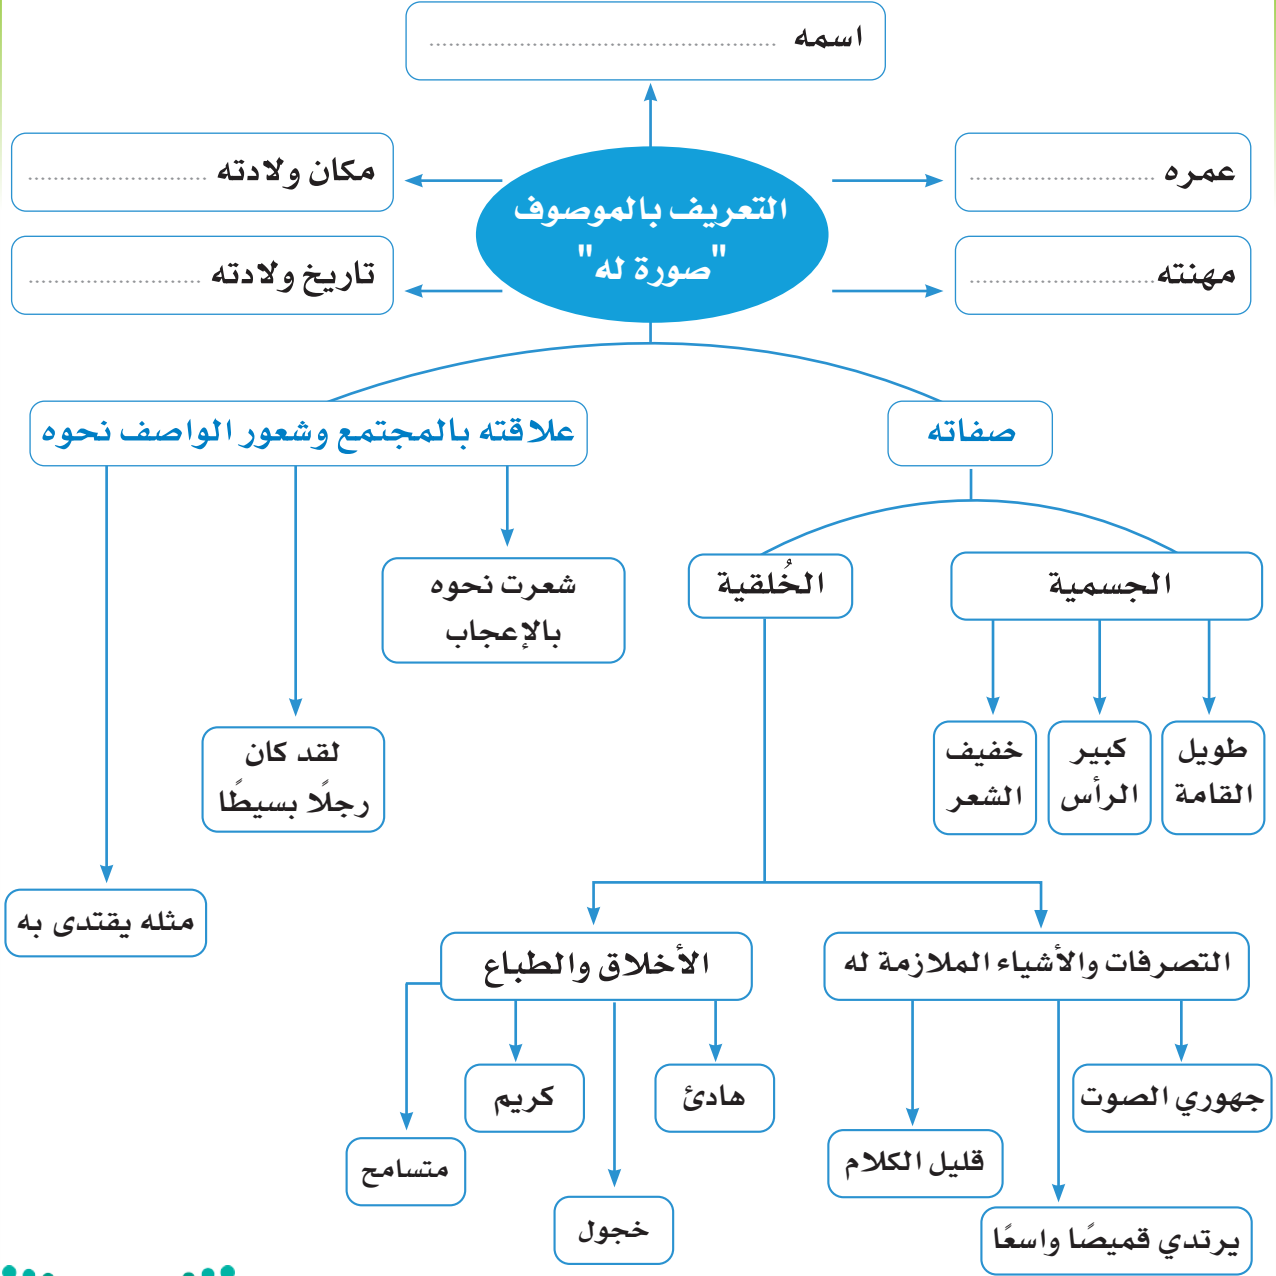 اسمه ......................................................
عمره .............................
مكان ولادته ............................
مهنته .............................
تاريخ ولادته ...........................
التعريف بالموصوف
"صورة له"
صفاته
علاقته بالمجتمع وشعور الواصف نحوه
الجسمية
الخُلقية
شعرت نحوه
بالإعجاب
طويل
القامة
كبير
الرأس
خفيف
الشعر
لقد كان
رجلًا بسيطًا
مثله يقتدى به
التصرفات والأشياء الملازمة له
الأخلاق والطباع
جهوري الصوت
يرتدي قميصًا واسعًا
قليل الكلام
هادئ
خجول
كريم
متسامح